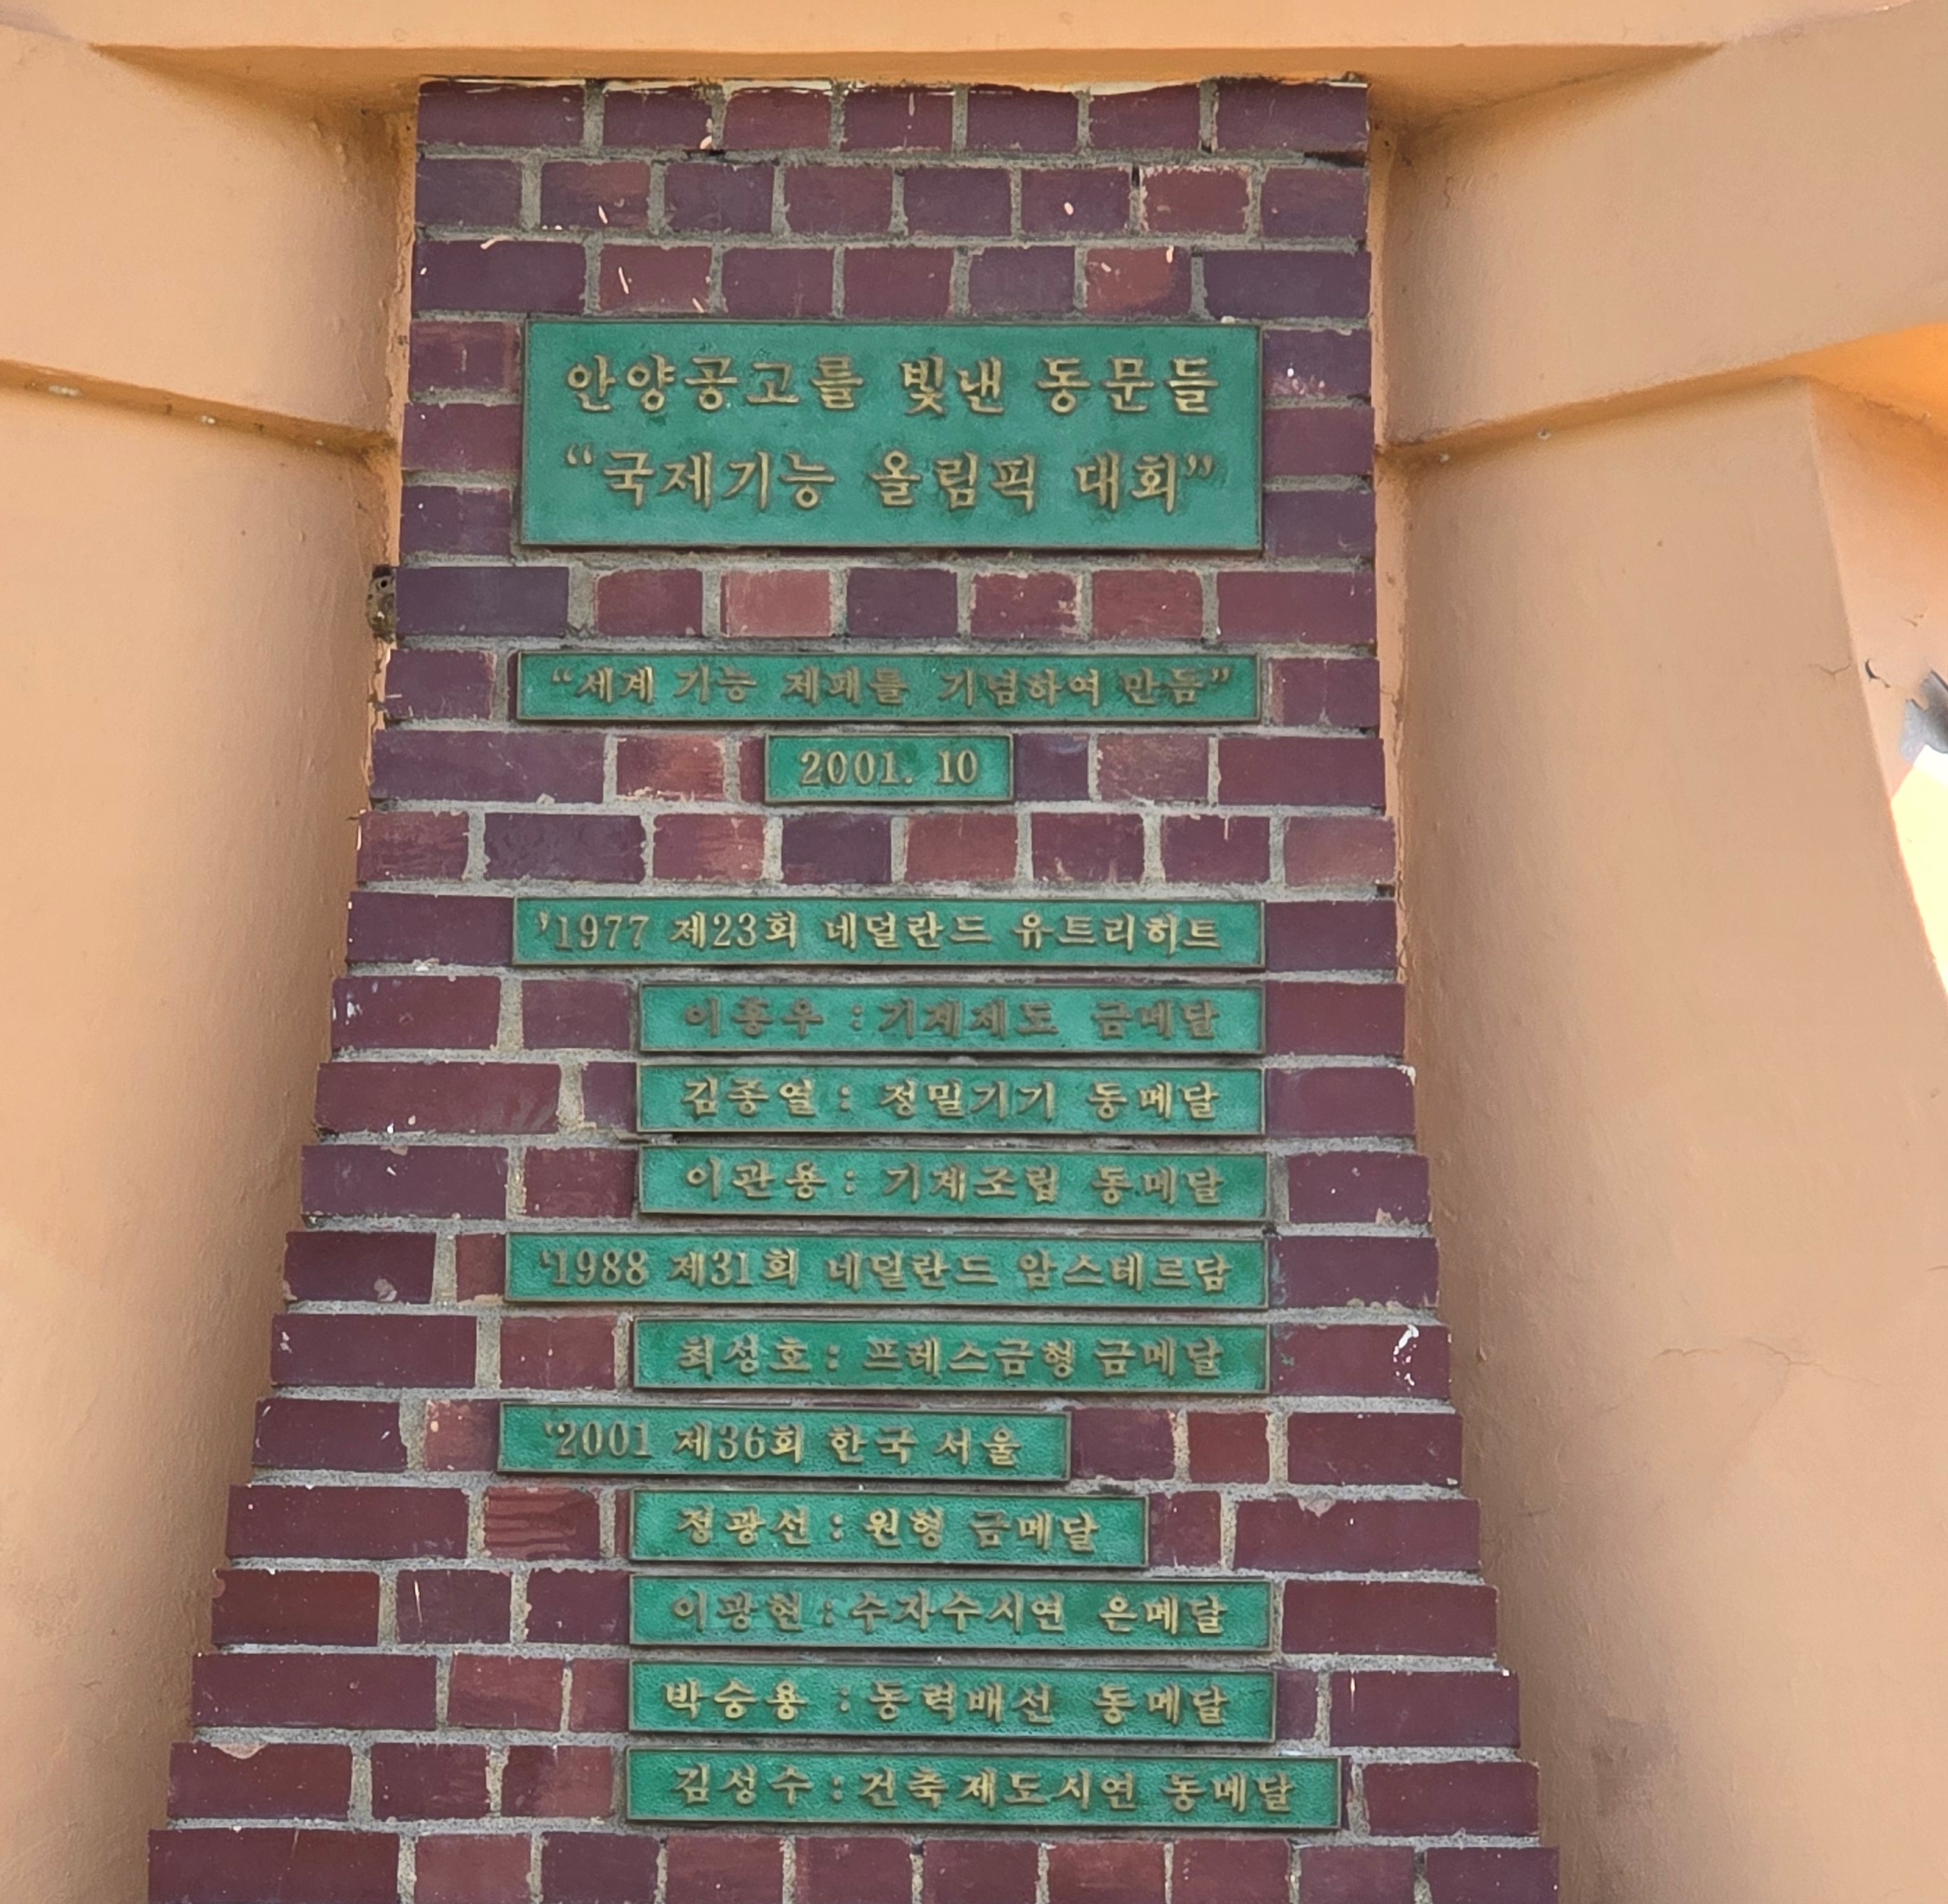 안양공고를 빛낸 동문들
“국제기능 올림픽 대회”
“세계 기능 제패를 기념하여 만듬”
2001. 10
’1977 제23회 네덜란드 유트리히트
이흥우 : 기계제도 금메달
김종열 : 정밀기기 동메달
이관용 : 기계조립 동메달
‘1988 제31회 네덜란드 암스테르담
최성호 : 프레스금형 금메달
‘2001 제36회 한국 서울
정광선 : 원형 금메달
이광현 : 수자수시연 은메달
박승용 : 동력배선 동메달
김성수 : 건축제도시연 동메달